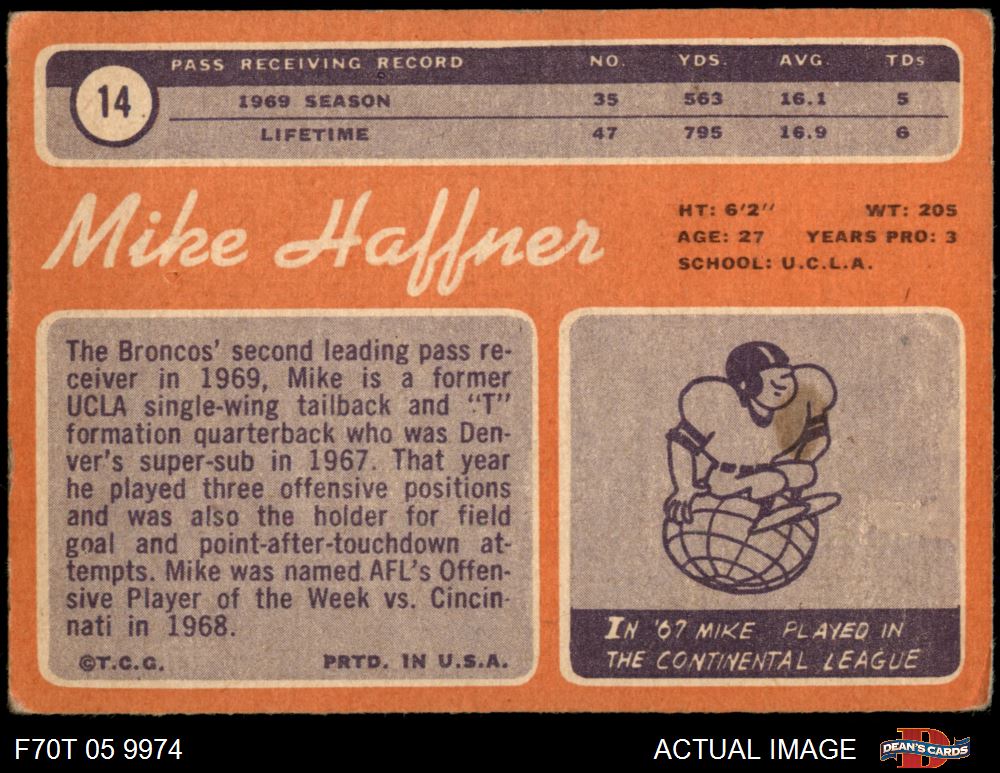 14
PASS RECEIVING RECORD NO. YDS. AVG. TDs
1969 SEASON 35 563 16.1 5
LIFETIME 47 795 16.9 6
Mike Haffner
HT: 6'2" WT: 205
AGE: 27 YEARS PRO: 3
SCHOOL: U.C.L.A.
The Broncos' second leading pass re-
ceiver in 1969, Mike is a former
UCLA single-wing tailback and "T"
formation quarterback who was Den-
ver's super-sub in 1967. That year
he played three offensive positions
and was also the holder for field
goal and point-after-touchdown at-
tempts. Mike was named AFL's Offen-
sive Player of the Week vs. Cincin-
nati in 1968.
©T.C.G. PRTD. IN U.S.A.
IN '67 MIKE PLAYED IN
THE CONTINENTAL LEAGUE
F70T 05 9974 ACTUAL IMAGE DEAN'S CARDS